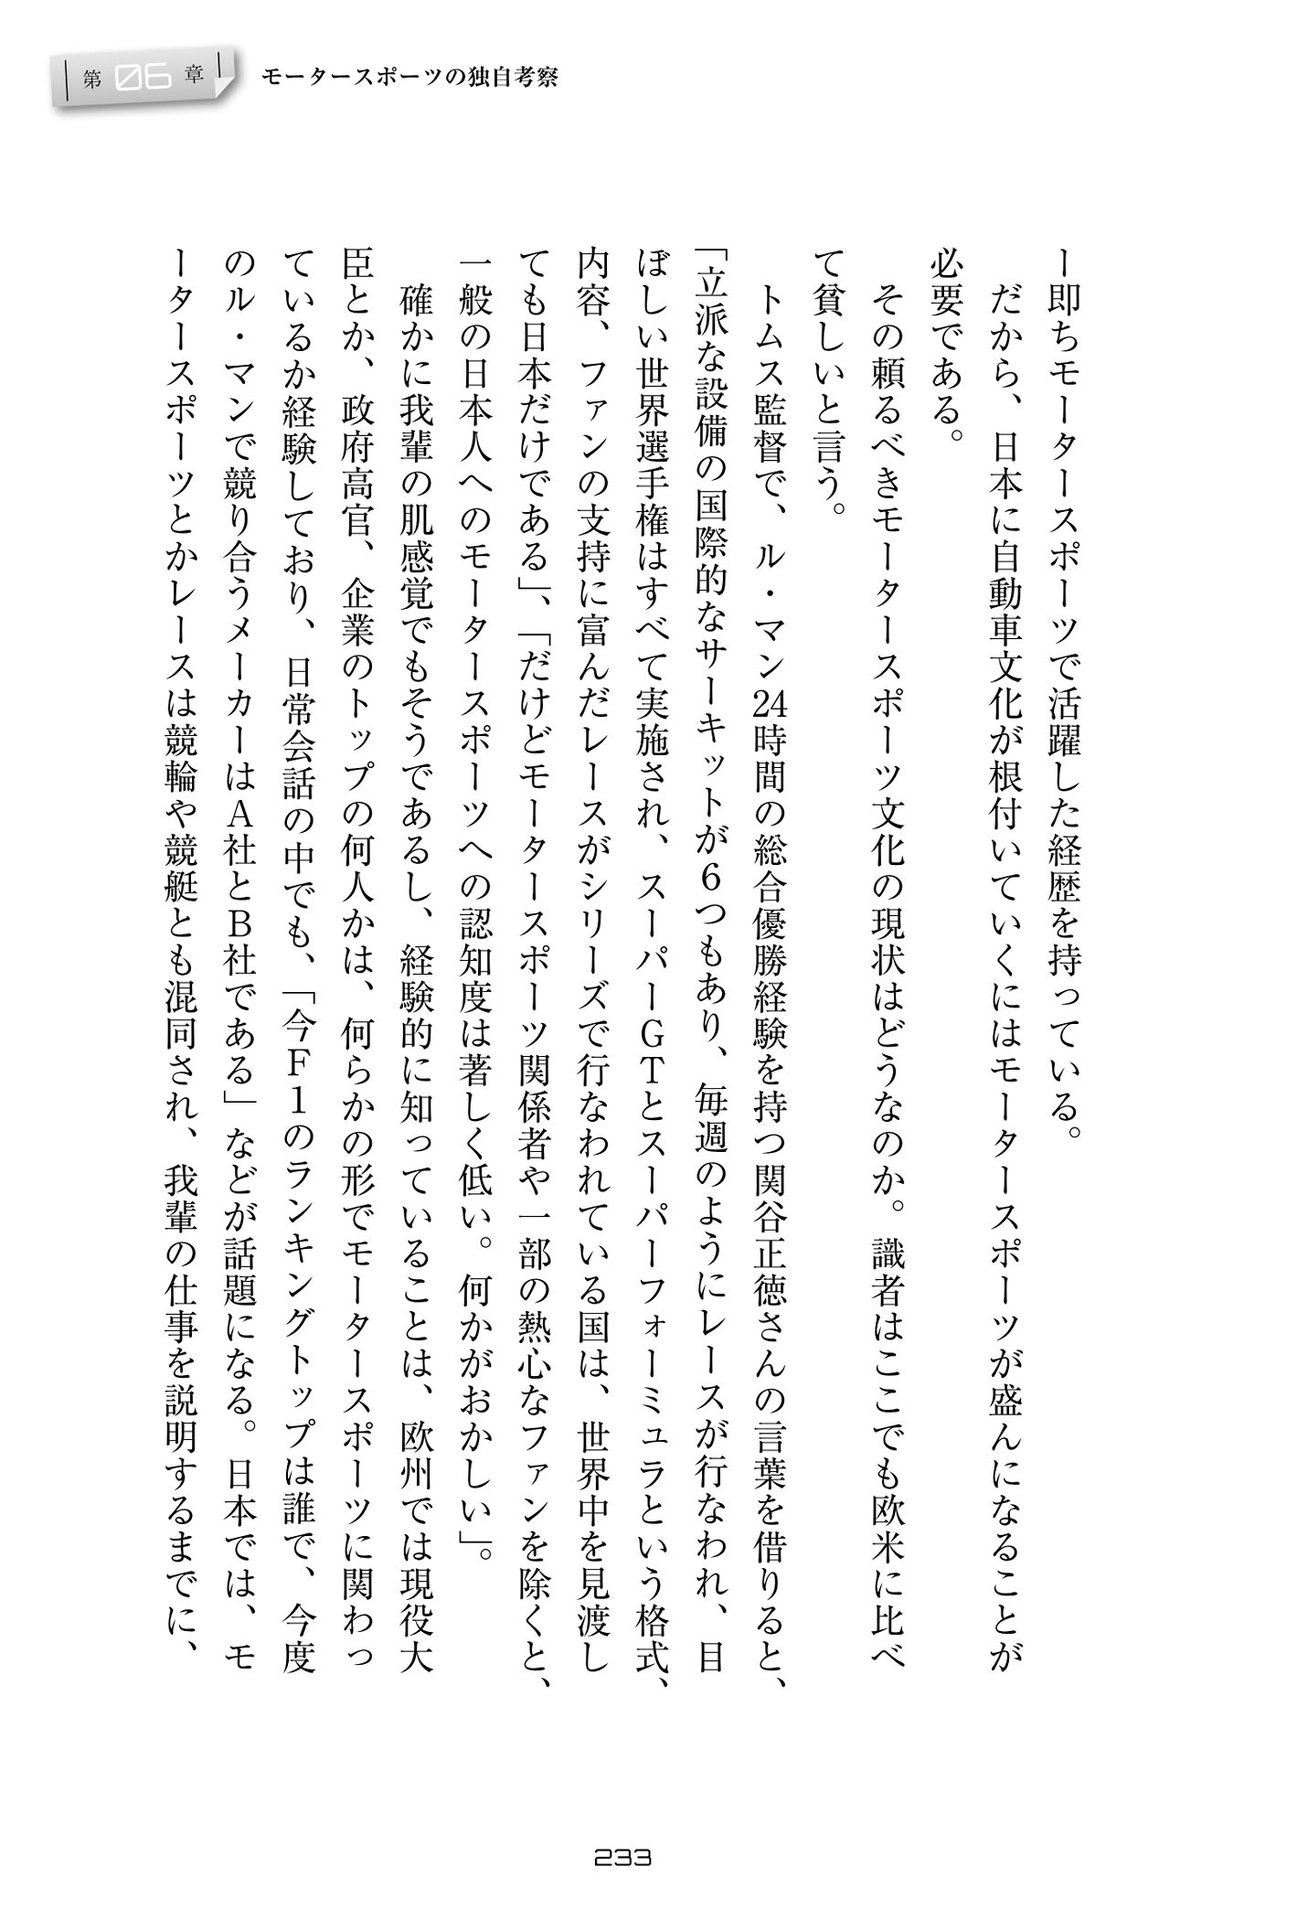 第06章 モータースポーツの独自考察
ー即ちモータースポーツで活躍した経歴を持っている。
だから、日本に自動車文化が根付いていくにはモータースポーツが盛んになることが
必要である。
その頼るべきモータースポーツ文化の現状はどうなのか。識者はここでも欧米に比べ
て貧しいと言う。
トムス監督で、ル・マン24時間の総合優勝経験を持つ関谷正徳さんの言葉を借りると、
「立派な設備の国際的なサーキットが６つもあり、毎週のようにレースが行なわれ、目
ぼしい世界選手権はすべて実施され、スーパーＧＴとスーパーフォーミュラという格式、
内容、ファンの支持に富んだレースがシリーズで行なわれている国は、世界中を見渡し
ても日本だけである」、「だけどモータースポーツ関係者や一部の熱心なファンを除くと、
一般の日本人へのモータースポーツへの認知度は著しく低い。何かがおかしい」。
確かに我輩の肌感覚でもそうであるし、経験的に知っていることは、欧州では現役大
臣とか、政府高官、企業のトップの何人かは、何らかの形でモータースポーツに関わっ
ているか経験しており、日常会話の中でも、「今Ｆ１のランキングトップは誰で、今度
のル・マンで競り合うメーカーはＡ社とＢ社である」などが話題になる。日本では、モ
ータースポーツとかレースは競輪や競艇とも混同され、我輩の仕事を説明するまでに、
233